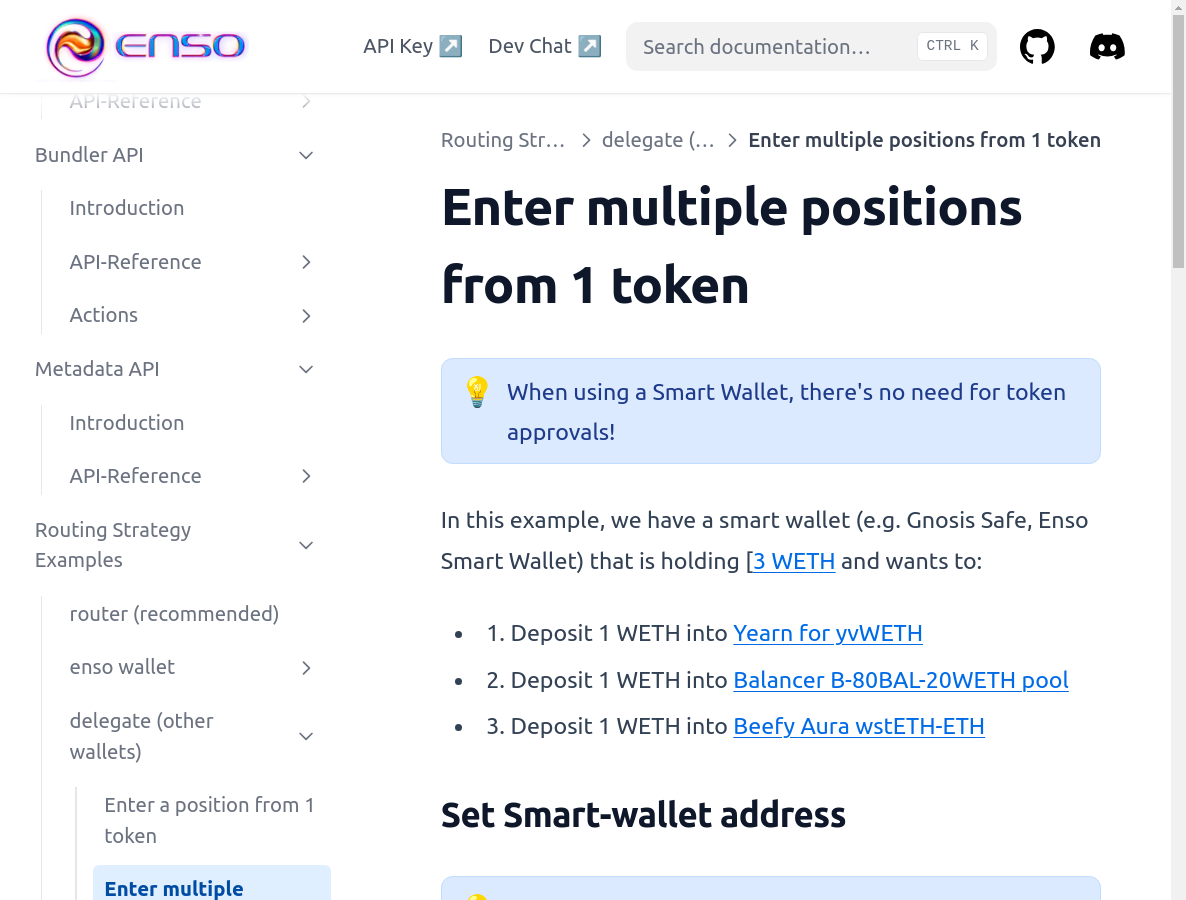 ENSO
API Key ↗
Dev Chat ↗
Search documentation…
CTRL K
API-Reference
Bundler API
Introduction
API-Reference
Actions
Metadata API
Introduction
API-Reference
Routing Strategy
Examples
router (recommended)
enso wallet
delegate (other
wallets)
Enter a position from 1
token
Enter multiple
Routing Str… > delegate (… > Enter multiple positions from 1 token
Enter multiple positions
from 1 token
💡 When using a Smart Wallet, there's no need for token
approvals!
In this example, we have a smart wallet (e.g. Gnosis Safe, Enso
Smart Wallet) that is holding [3 WETH and wants to:
• 1. Deposit 1 WETH into Yearn for yvWETH
• 2. Deposit 1 WETH into Balancer B-80BAL-20WETH pool
• 3. Deposit 1 WETH into Beefy Aura wstETH-ETH
Set Smart-wallet address